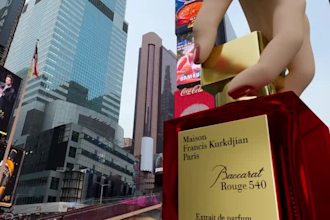 Coca-Cola
Maison
Francis Kurkdjian
Paris
Baccarat
Rouge 540
Extrait de parfum